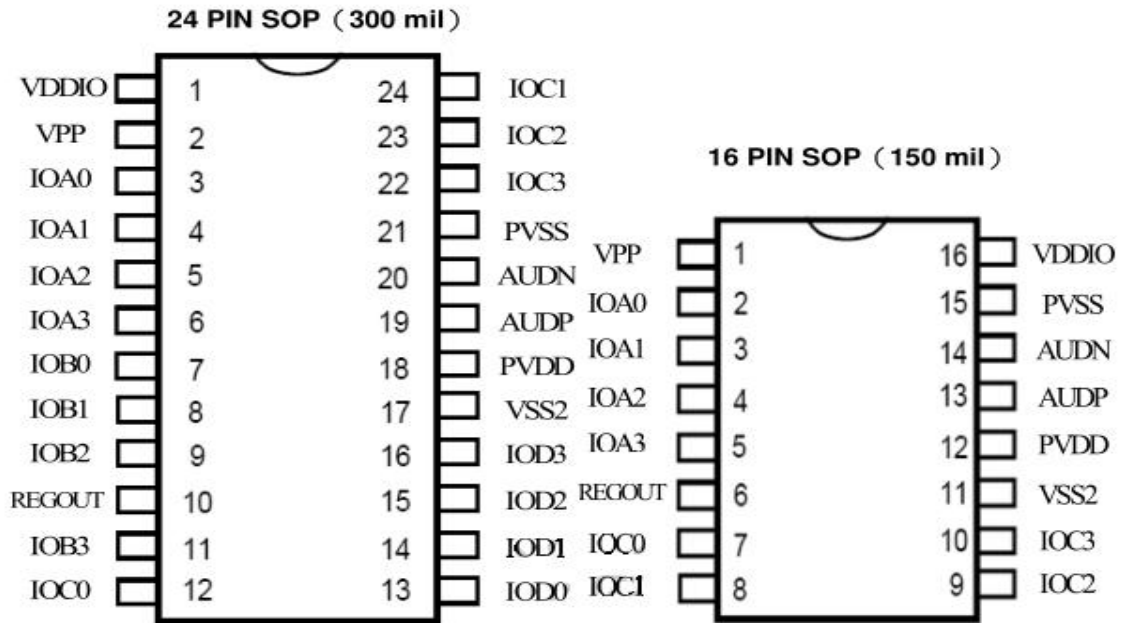 24 PIN SOP（300 mil）
VDDIO 1 24 IOC1
VPP 2 23 IOC2
IOA0 3 22 IOC3
IOA1 4 21 PVSS
IOA2 5 20 AUDN
IOA3 6 19 AUDP
IOB0 7 18 PVDD
IOB1 8 17 VSS2
IOB2 9 16 IOD3
REGOUT 10 15 IOD2
IOB3 11 14 IOD1
IOC0 12 13 IOD0
16 PIN SOP（150 mil）
VPP 1 16 VDDIO
IOA0 2 15 PVSS
IOA1 3 14 AUDN
IOA2 4 13 AUDP
IOA3 5 12 PVDD
REGOUT 6 11 VSS2
IOC0 7 10 IOC3
IOC1 8 9 IOC2